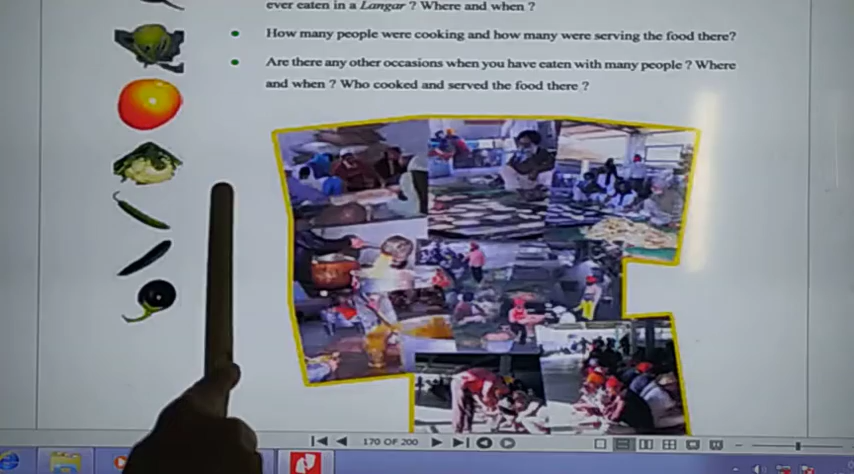 ever eaten in a Langar ? Where and when ?
How many people were cooking and how many were serving the food there?
Are there any other occasions when you have eaten with many people ? Where
and when ? Who cooked and served the food there ?
170 OF 200